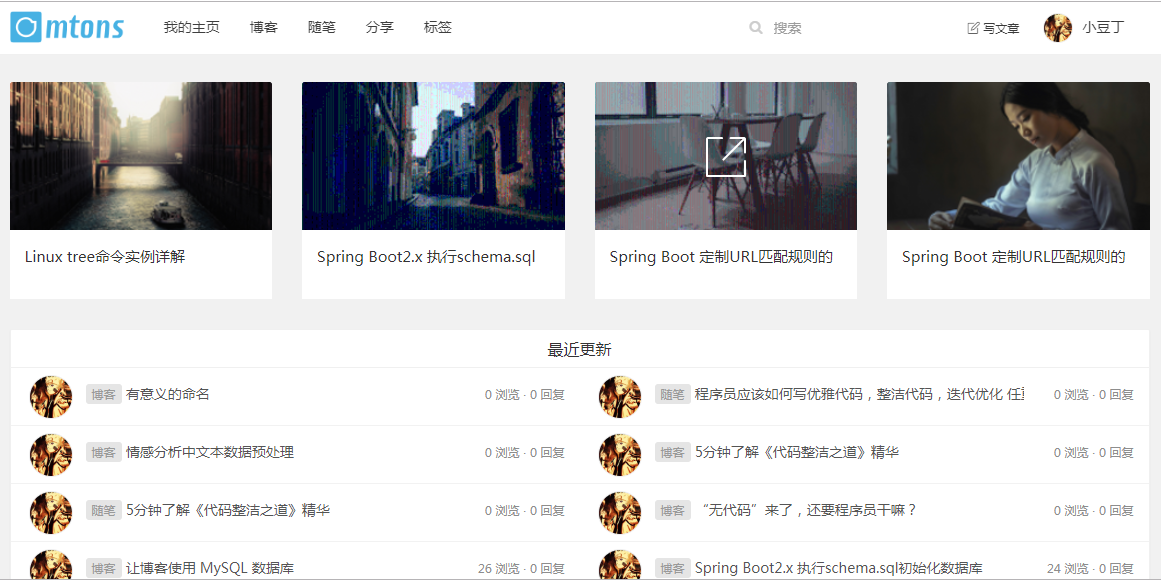 mtons 我的主页 博客 随笔 分享 标签 搜索 写文章 小豆丁
Linux tree命令实例详解
Spring Boot2.x 执行schema.sql
Spring Boot 定制URL匹配规则的
Spring Boot 定制URL匹配规则的
最近更新
博客 有意义的命名 0 浏览 · 0 回复
随笔 程序员应该如何写优雅代码，整洁代码，迭代优化 任重 0 浏览 · 0 回复
博客 情感分析中文本数据预处理 0 浏览 · 0 回复
博客 5分钟了解《代码整洁之道》精华 0 浏览 · 0 回复
随笔 5分钟了解《代码整洁之道》精华 0 浏览 · 0 回复
博客 “无代码”来了，还要程序员干嘛？ 0 浏览 · 0 回复
博客 让博客使用 MySQL 数据库 26 浏览 · 0 回复
博客 Spring Boot2.x 执行schema.sql初始化数据库 24 浏览 · 0 回复